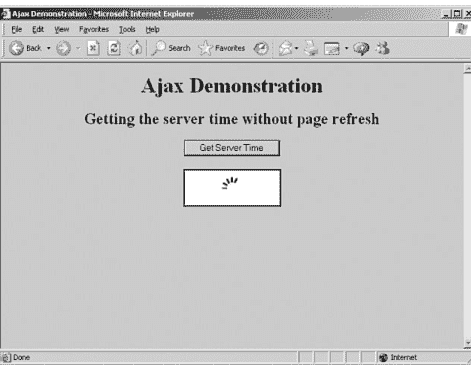 Ajax Demonstration - Microsoft Internet Explorer
File Edit View Favorites Tools Help
Back Search Favorites
Ajax Demonstration
Getting the server time without page refresh
Get Server Time
Done Internet